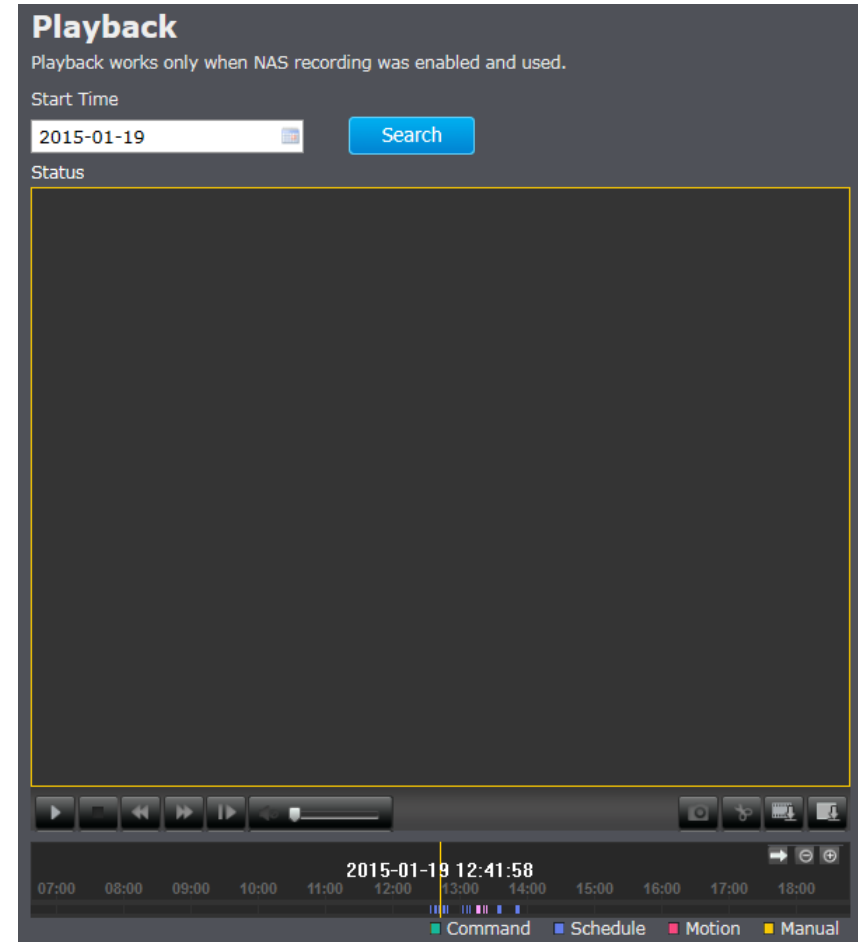 Playback
Playback works only when NAS recording was enabled and used.
Start Time
2015-01-19
Search
Status
2015-01-19 12:41:58
07:00 08:00 09:00 10:00 11:00 12:00 13:00 14:00 15:00 16:00 17:00 18:00
Command Schedule Motion Manual